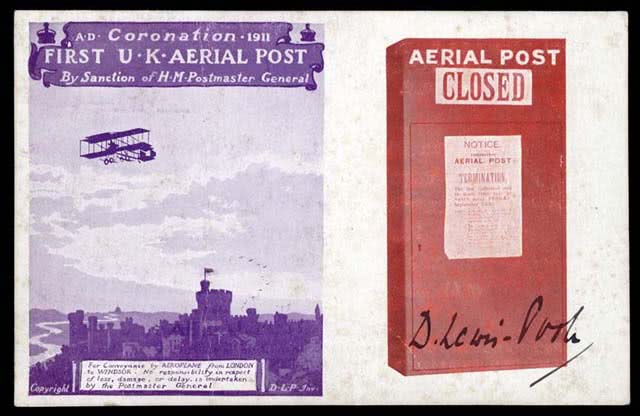 A·D· Coronation · 1911
FIRST U·K·AERIAL POST
By Sanction of H·M·Postmaster General
For Conveyance by AEROPLANE from LONDON
to WINDSOR. No responsibility in respect
of loss, damage, or delay, is undertaken
by the Postmaster General
Copyright
D·L·P·Inv.
AERIAL POST
CLOSED
NOTICE.
AERIAL POST
TERMINATION.
D. Lewis-Poole